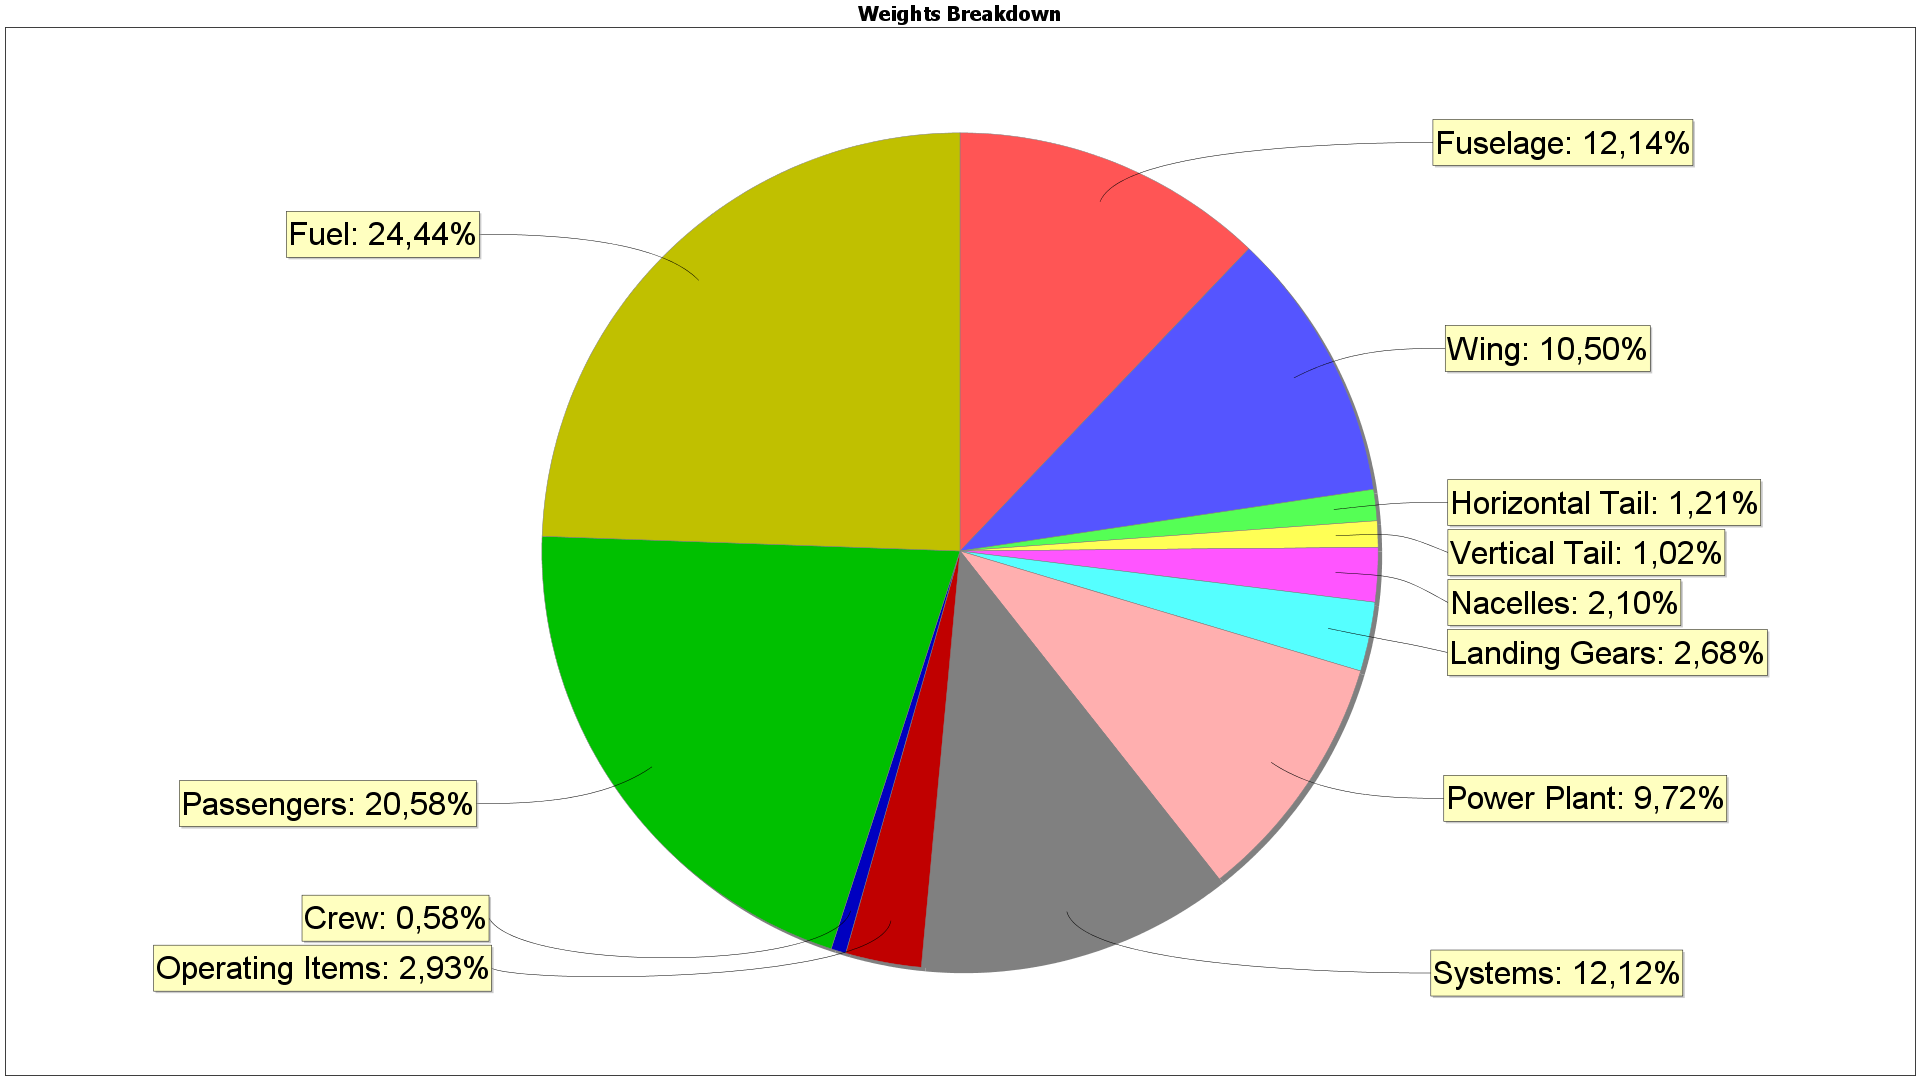 Weights Breakdown
Fuselage: 12,14%
Fuel: 24,44%
Wing: 10,50%
Horizontal Tail: 1,21%
Vertical Tail: 1,02%
Nacelles: 2,10%
Landing Gears: 2,68%
Power Plant: 9,72%
Passengers: 20,58%
Crew: 0,58%
Operating Items: 2,93%
Systems: 12,12%